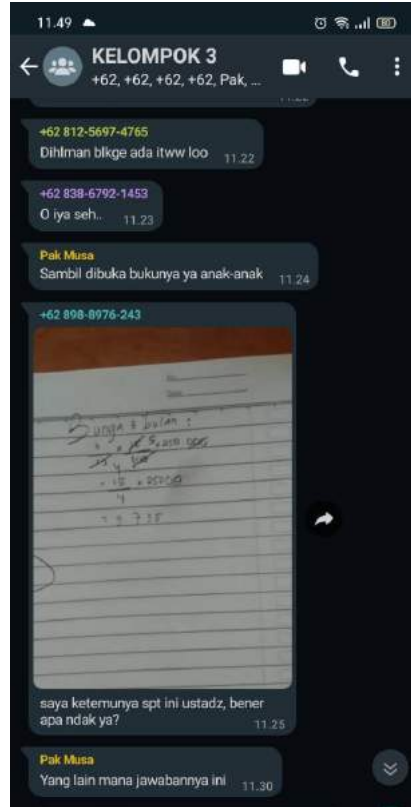 11.49
KELOMPOK 3
+62, +62, +62, +62, Pak, ...
+62 812-5697-4765
Dihlman blkge ada itww loo 11.22
+62 838-6792-1453
O iya seh.. 11.23
Pak Musa
Sambil dibuka bukunya ya anak-anak 11.24
+62 898-8976-243
Bunga 3 bulan :
saya ketemunya spt ini ustadz, bener
apa ndak ya? 11.25
Pak Musa
Yang lain mana jawabannya ini 11.30